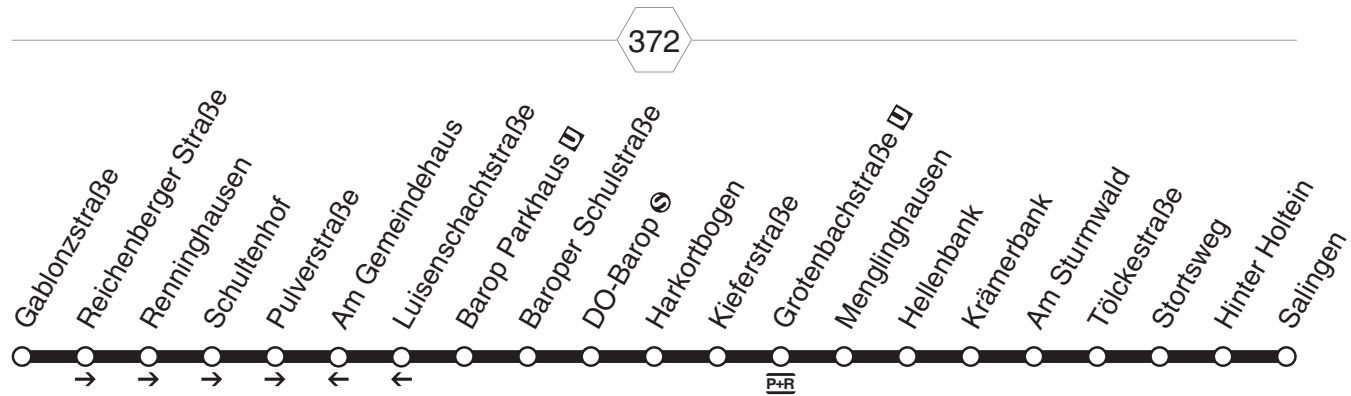 372
Gablonzstraße
Reichenberger Straße
Renninghausen
Schultenhof
Pulverstraße
Am Gemeindehaus
Luisenschachtstraße
Barop Parkhaus U
Baroper Schulstraße
DO-Barop S
Harkortbogen
Kieferstraße
Grotenbachstraße U
Menglinghausen
Hellenbank
Krämerbank
Am Sturmwald
Tölckestraße
Stortsweg
Hinter Holtein
Salingen
→ → → → ← ←
P+R